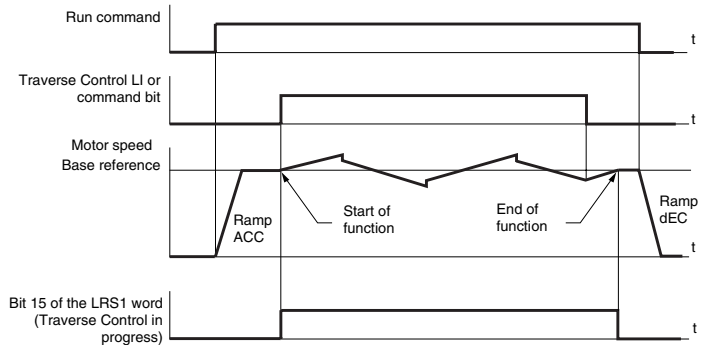 Run command
t
Traverse Control LI or
command bit
t
Motor speed
Base reference
Ramp
ACC
Start of
function
End of
function
Ramp
dEC
t
Bit 15 of the LRS1 word
(Traverse Control in
progress)
t